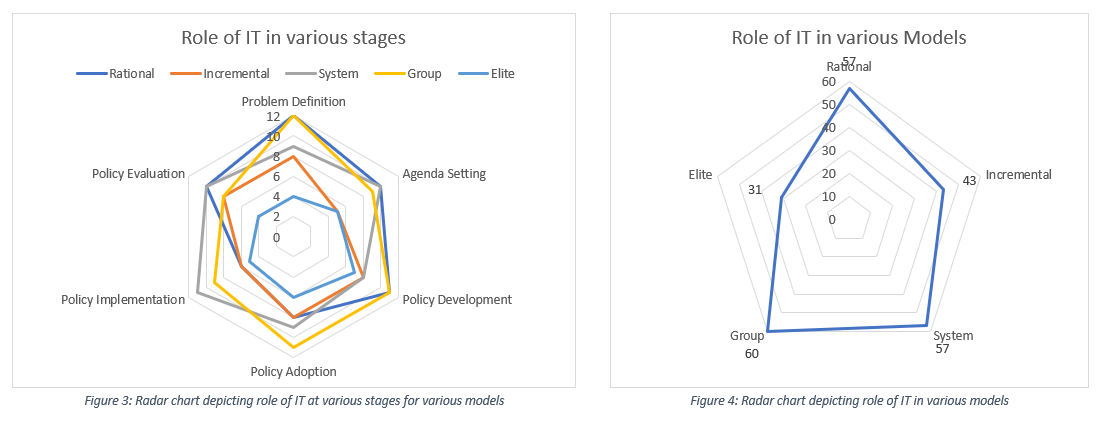 Role of IT in various stages
Rational Incremental System Group Elite
Problem Definition
12
10
8
6
4
2
0
Policy Evaluation
Agenda Setting
Policy Implementation
Policy Development
Policy Adoption
Figure 3: Radar chart depicting role of IT at various stages for various models
Role of IT in various Models
57
Rational
60
50
40
30
20
10
0
Elite
31
43
Incremental
Group
60
System
57
Figure 4: Radar chart depicting role of IT in various models